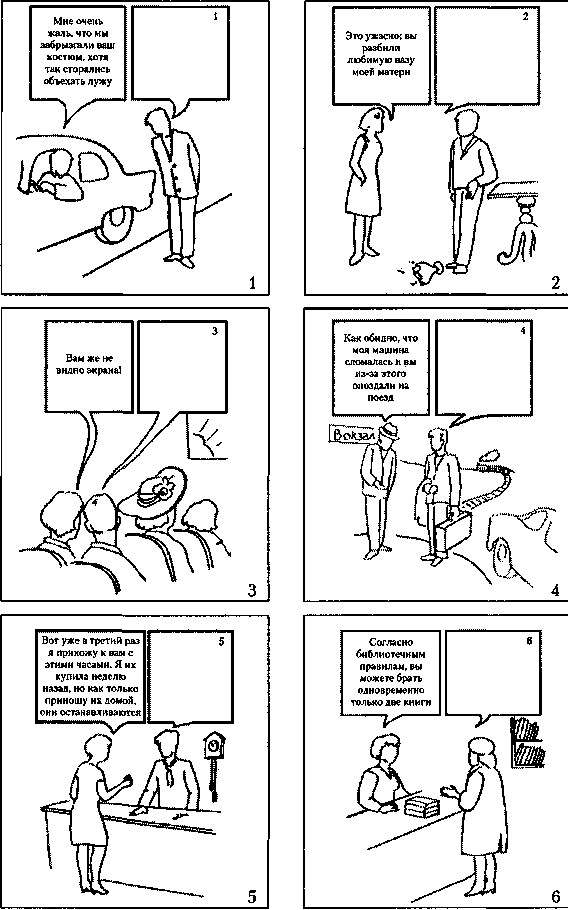 Мне очень
жаль, что мы
забрызгали ваш
костюм, хотя
так старались
объехать лужу
1
1
Это ужасно; вы
разбили
любимую вазу
моей матери
2
2
Вам же не
видно экрана!
3
3
Как обидно, что
моя машина
сломалась и вы
из-за этого
опоздали на
поезд
4
Вокзал
4
Вот уже в третий раз
я прихожу к вам с
этими часами. Я их
купила неделю
назад, но как только
приношу их домой,
они останавливаются
5
5
Согласно
библиотечным
правилам, вы
можете брать
одновременно
только две книги
6
6